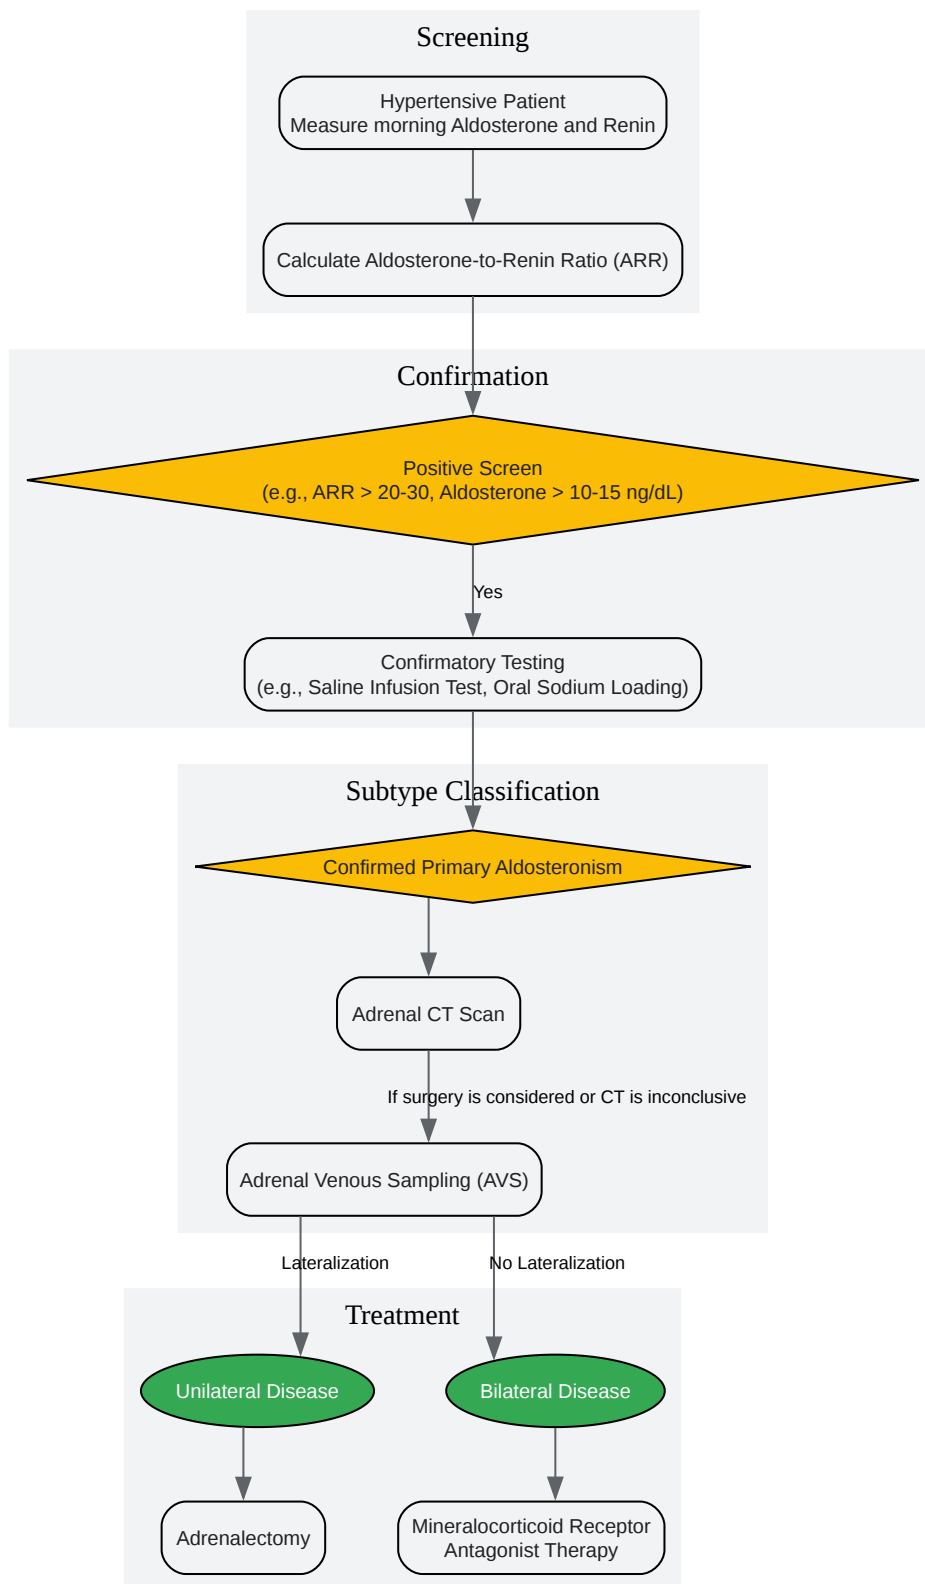 Screening
Hypertensive Patient
Measure morning Aldosterone and Renin
Calculate Aldosterone-to-Renin Ratio (ARR)
Confirmation
Positive Screen
(e.g., ARR > 20-30, Aldosterone > 10-15 ng/dL)
Yes
Confirmatory Testing
(e.g., Saline Infusion Test, Oral Sodium Loading)
Subtype Classification
Confirmed Primary Aldosteronism
Adrenal CT Scan
If surgery is considered or CT is inconclusive
Adrenal Venous Sampling (AVS)
Lateralization
No Lateralization
Treatment
Unilateral Disease
Bilateral Disease
Adrenalectomy
Mineralocorticoid Receptor
Antagonist Therapy